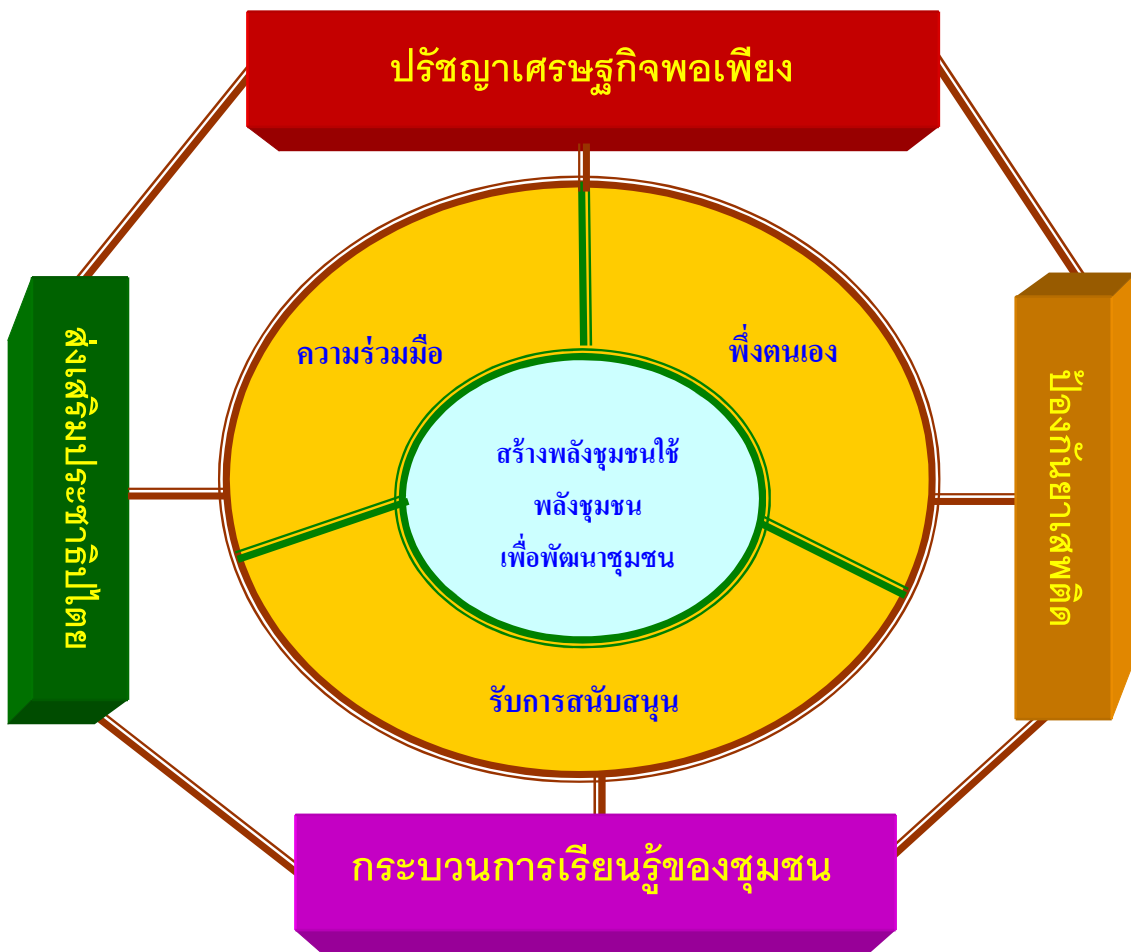 ปรัชญาเศรษฐกิจพอเพียง
ความร่วมมือ
พึ่งตนเอง
ส่งเสริมประชาธิปไตย
สร้างพลังชุมชนใช้
พลังชุมชน
เพื่อพัฒนาชุมชน
ป้องกันยาเสพติด
รับการสนับสนุน
กระบวนการเรียนรู้ของชุมชน